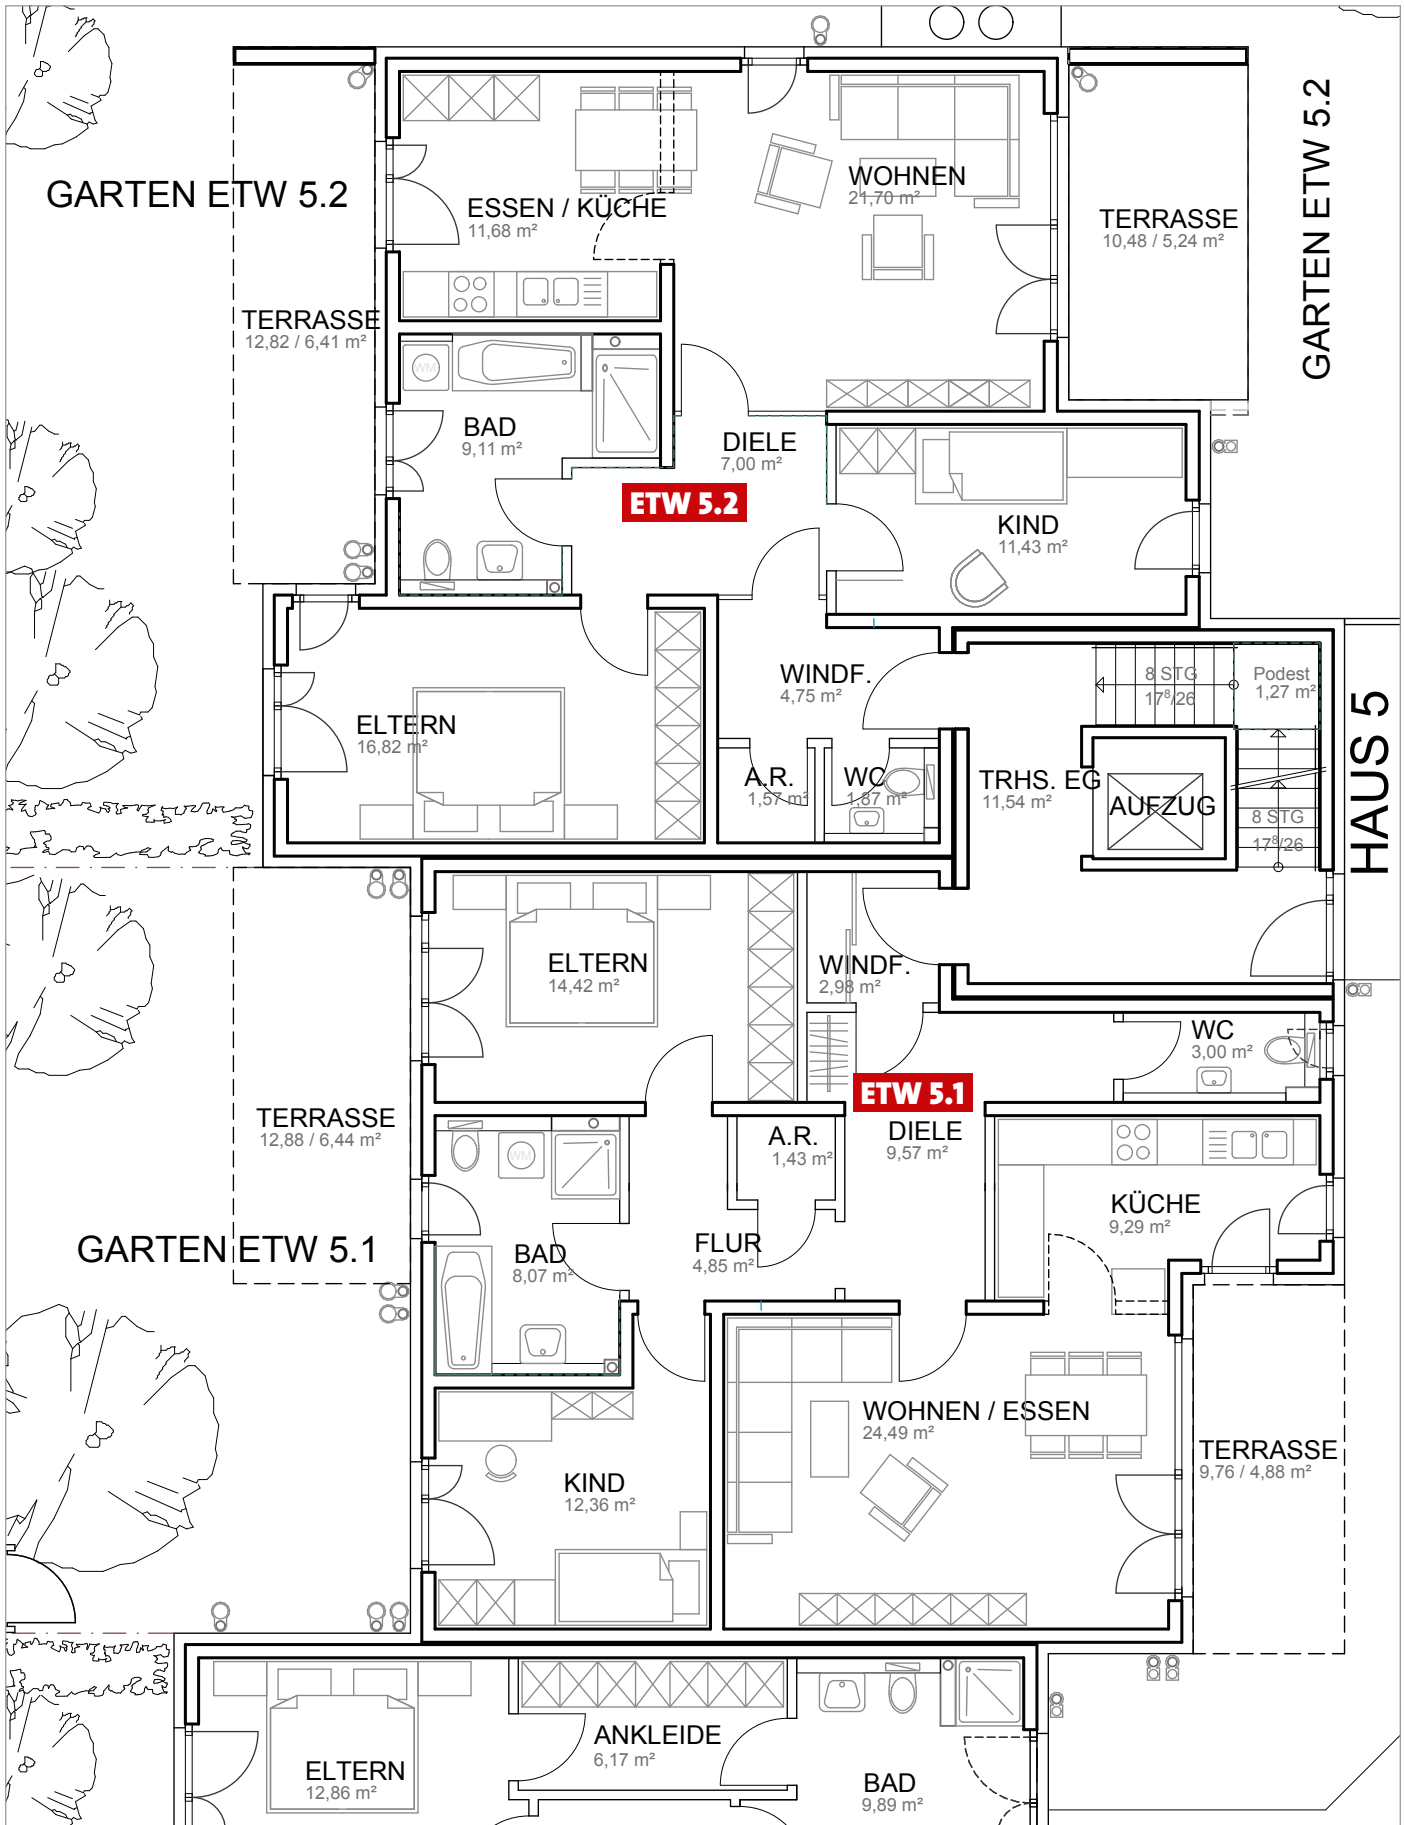 GARTEN ETW 5.2
ESSEN / KÜCHE
11,68 m²
WOHNEN
21,70 m²
TERRASSE
10,48 / 5,24 m²
GARTEN ETW 5.2
TERRASSE
12,82 / 6,41 m²
WM
BAD
9,11 m²
DIELE
7,00 m²
ETW 5.2
KIND
11,43 m²
WINDF.
4,75 m²
8 STG
17⁸/26
Podest
1,27 m²
ELTERN
16,82 m²
A.R.
1,57 m²
WC
1,87 m²
TRHS. EG
11,54 m²
AUFZUG
8 STG
17⁸/26
HAUS 5
ELTERN
14,42 m²
WINDF.
2,98 m²
WC
3,00 m²
ETW 5.1
TERRASSE
12,88 / 6,44 m²
WM
A.R.
1,43 m²
DIELE
9,57 m²
KÜCHE
9,29 m²
GARTEN ETW 5.1
BAD
8,07 m²
FLUR
4,85 m²
WOHNEN / ESSEN
24,49 m²
TERRASSE
9,76 / 4,88 m²
KIND
12,36 m²
ELTERN
12,86 m²
ANKLEIDE
6,17 m²
BAD
9,89 m²